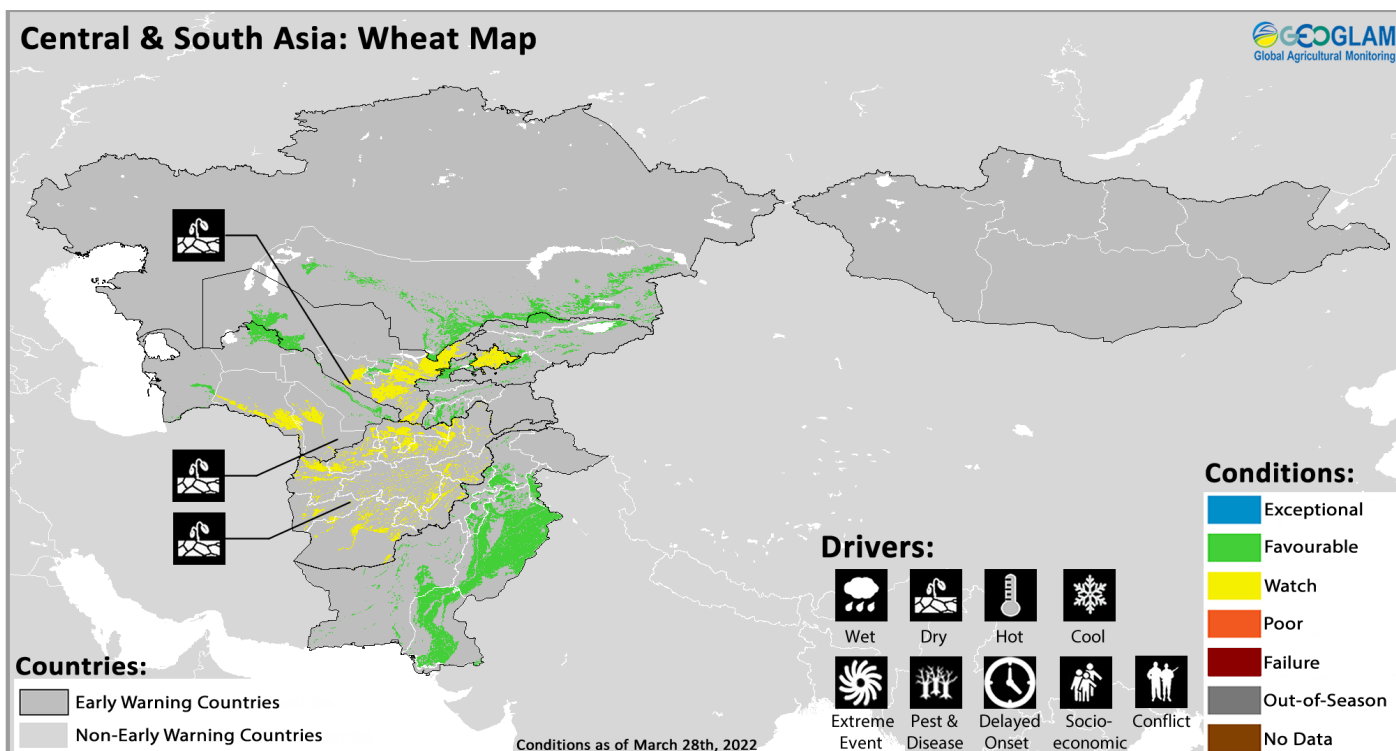 Central & South Asia: Wheat Map
GEOGLAM
Global Agricultural Monitoring
Conditions:
Exceptional
Favourable
Watch
Poor
Failure
Out-of-Season
No Data
Drivers:
Wet
Dry
Hot
Cool
Extreme
Event
Pest &
Disease
Delayed
Onset
Socio-
economic
Conflict
Countries:
Early Warning Countries
Non-Early Warning Countries
Conditions as of March 28th, 2022